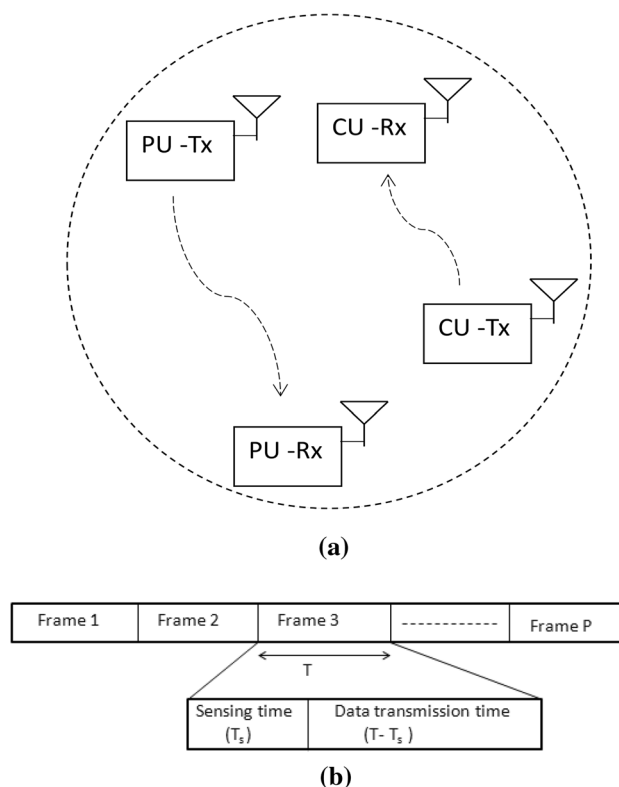 PU -Tx
CU -Rx
CU -Tx
PU -Rx
(a)
Frame 1 Frame 2 Frame 3 ---------- Frame P
T
Sensing time Data transmission time
(Ts) (T- Ts )
(b)